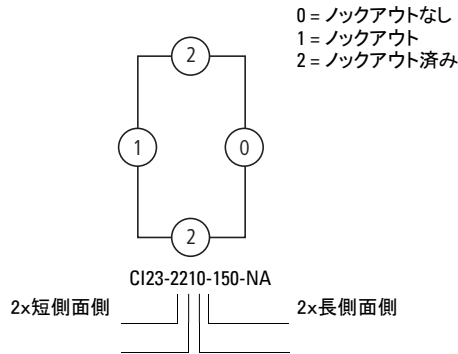 0 = ノックアウトなし
1 = ノックアウト
2 = ノックアウト済み
2
1
0
2
CI23-2210-150-NA
2x短側面側
2x長側面側